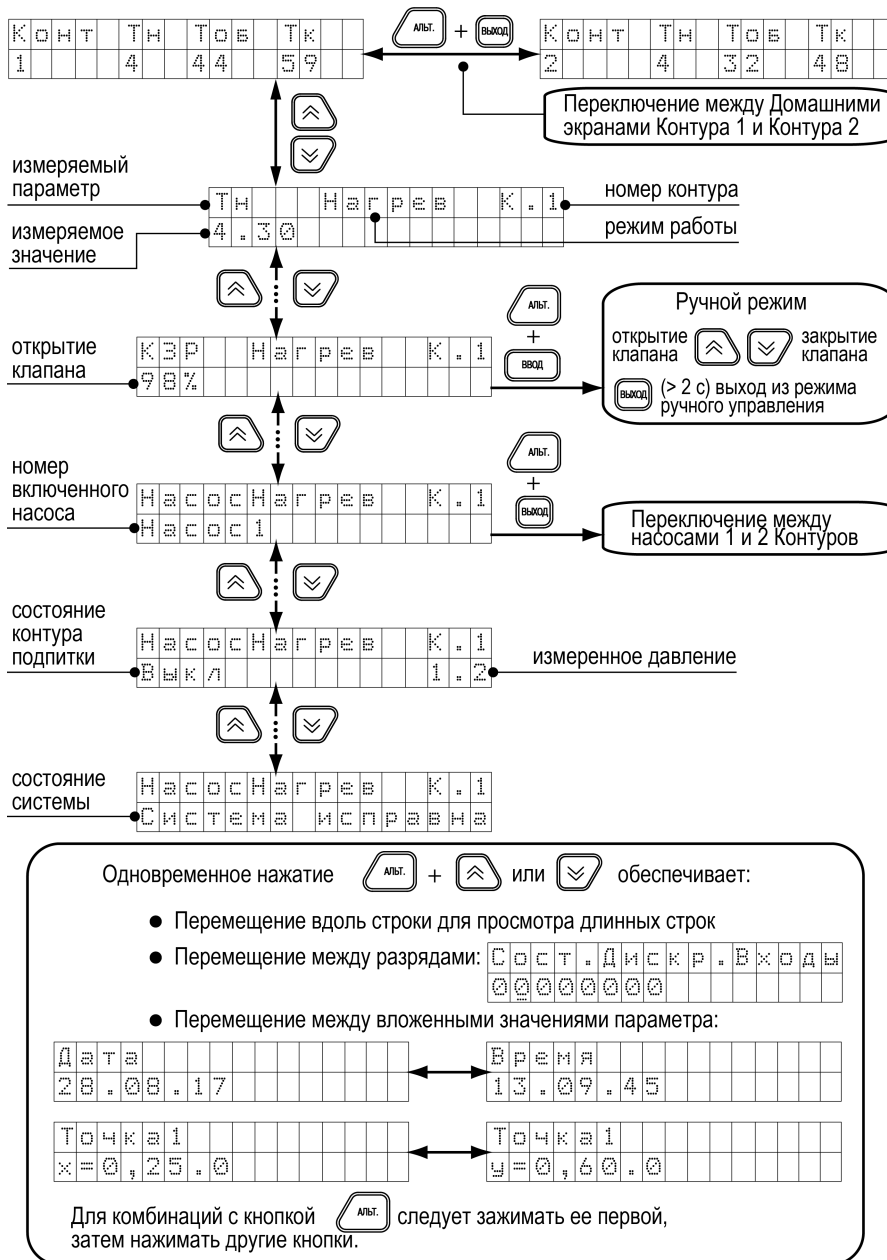 Конт Тн Тоб Тк
1 4 44 59
АЛЬТ. + ВЫХОД
Конт Тн Тоб Тк
2 4 32 48
Переключение между Домашними
экранами Контура 1 и Контура 2
измеряемый
параметр
измеряемое
значение
Тн Нагрев К.1
4.30
номер контура
режим работы
открытие
клапана
КЗР Нагрев К.1
98%
АЛЬТ.
+
ВВОД
Ручной режим
открытие
клапана
закрытие
клапана
ВЫХОД (> 2 с) выход из режима
ручного управления
номер
включенного
насоса
НасосНагрев К.1
Насос1
АЛЬТ.
+
ВЫХОД
Переключение между
насосами 1 и 2 Контуров
состояние
контура
подпитки
НасосНагрев К.1
Выкл 1.2
измеренное давление
состояние
системы
НасосНагрев К.1
Система исправна
Одновременное нажатие АЛЬТ. + или обеспечивает:
● Перемещение вдоль строки для просмотра длинных строк
● Перемещение между разрядами:
Сост.Дискр.Входы
00000000
● Перемещение между вложенными значениями параметра:
Дата
28.08.17
Время
13.09.45
Точка1
x=0,25.0
Точка1
y=0,60.0
Для комбинаций с кнопкой АЛЬТ. следует зажимать ее первой,
затем нажимать другие кнопки.